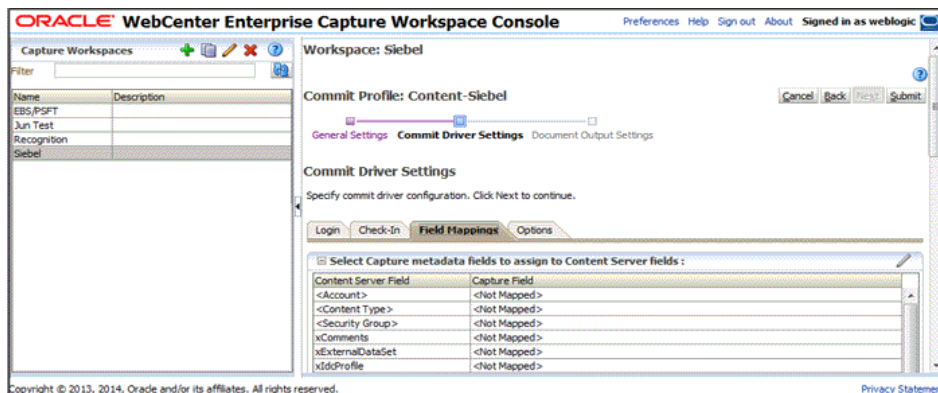 ORACLE® WebCenter Enterprise Capture Workspace Console
Preferences Help Sign out About Signed in as weblogic
Capture Workspaces
Filter
Name Description
EBS/PSFT
Jun Test
Recognition
Siebel
Workspace: Siebel
Commit Profile: Content-Siebel
Cancel Back Next Submit
General Settings Commit Driver Settings Document Output Settings
Commit Driver Settings
Specify commit driver configuration. Click Next to continue.
Login Check-In Field Mappings Options
Select Capture metadata fields to assign to Content Server fields :
Content Server Field Capture Field
<Account> <Not Mapped>
<Content Type> <Not Mapped>
<Security Group> <Not Mapped>
xComments <Not Mapped>
xExternalDataSet <Not Mapped>
xIdcProfile <Not Mapped>
Copyright © 2013, 2014, Oracle and/or its affiliates. All rights reserved.
Privacy Statemen